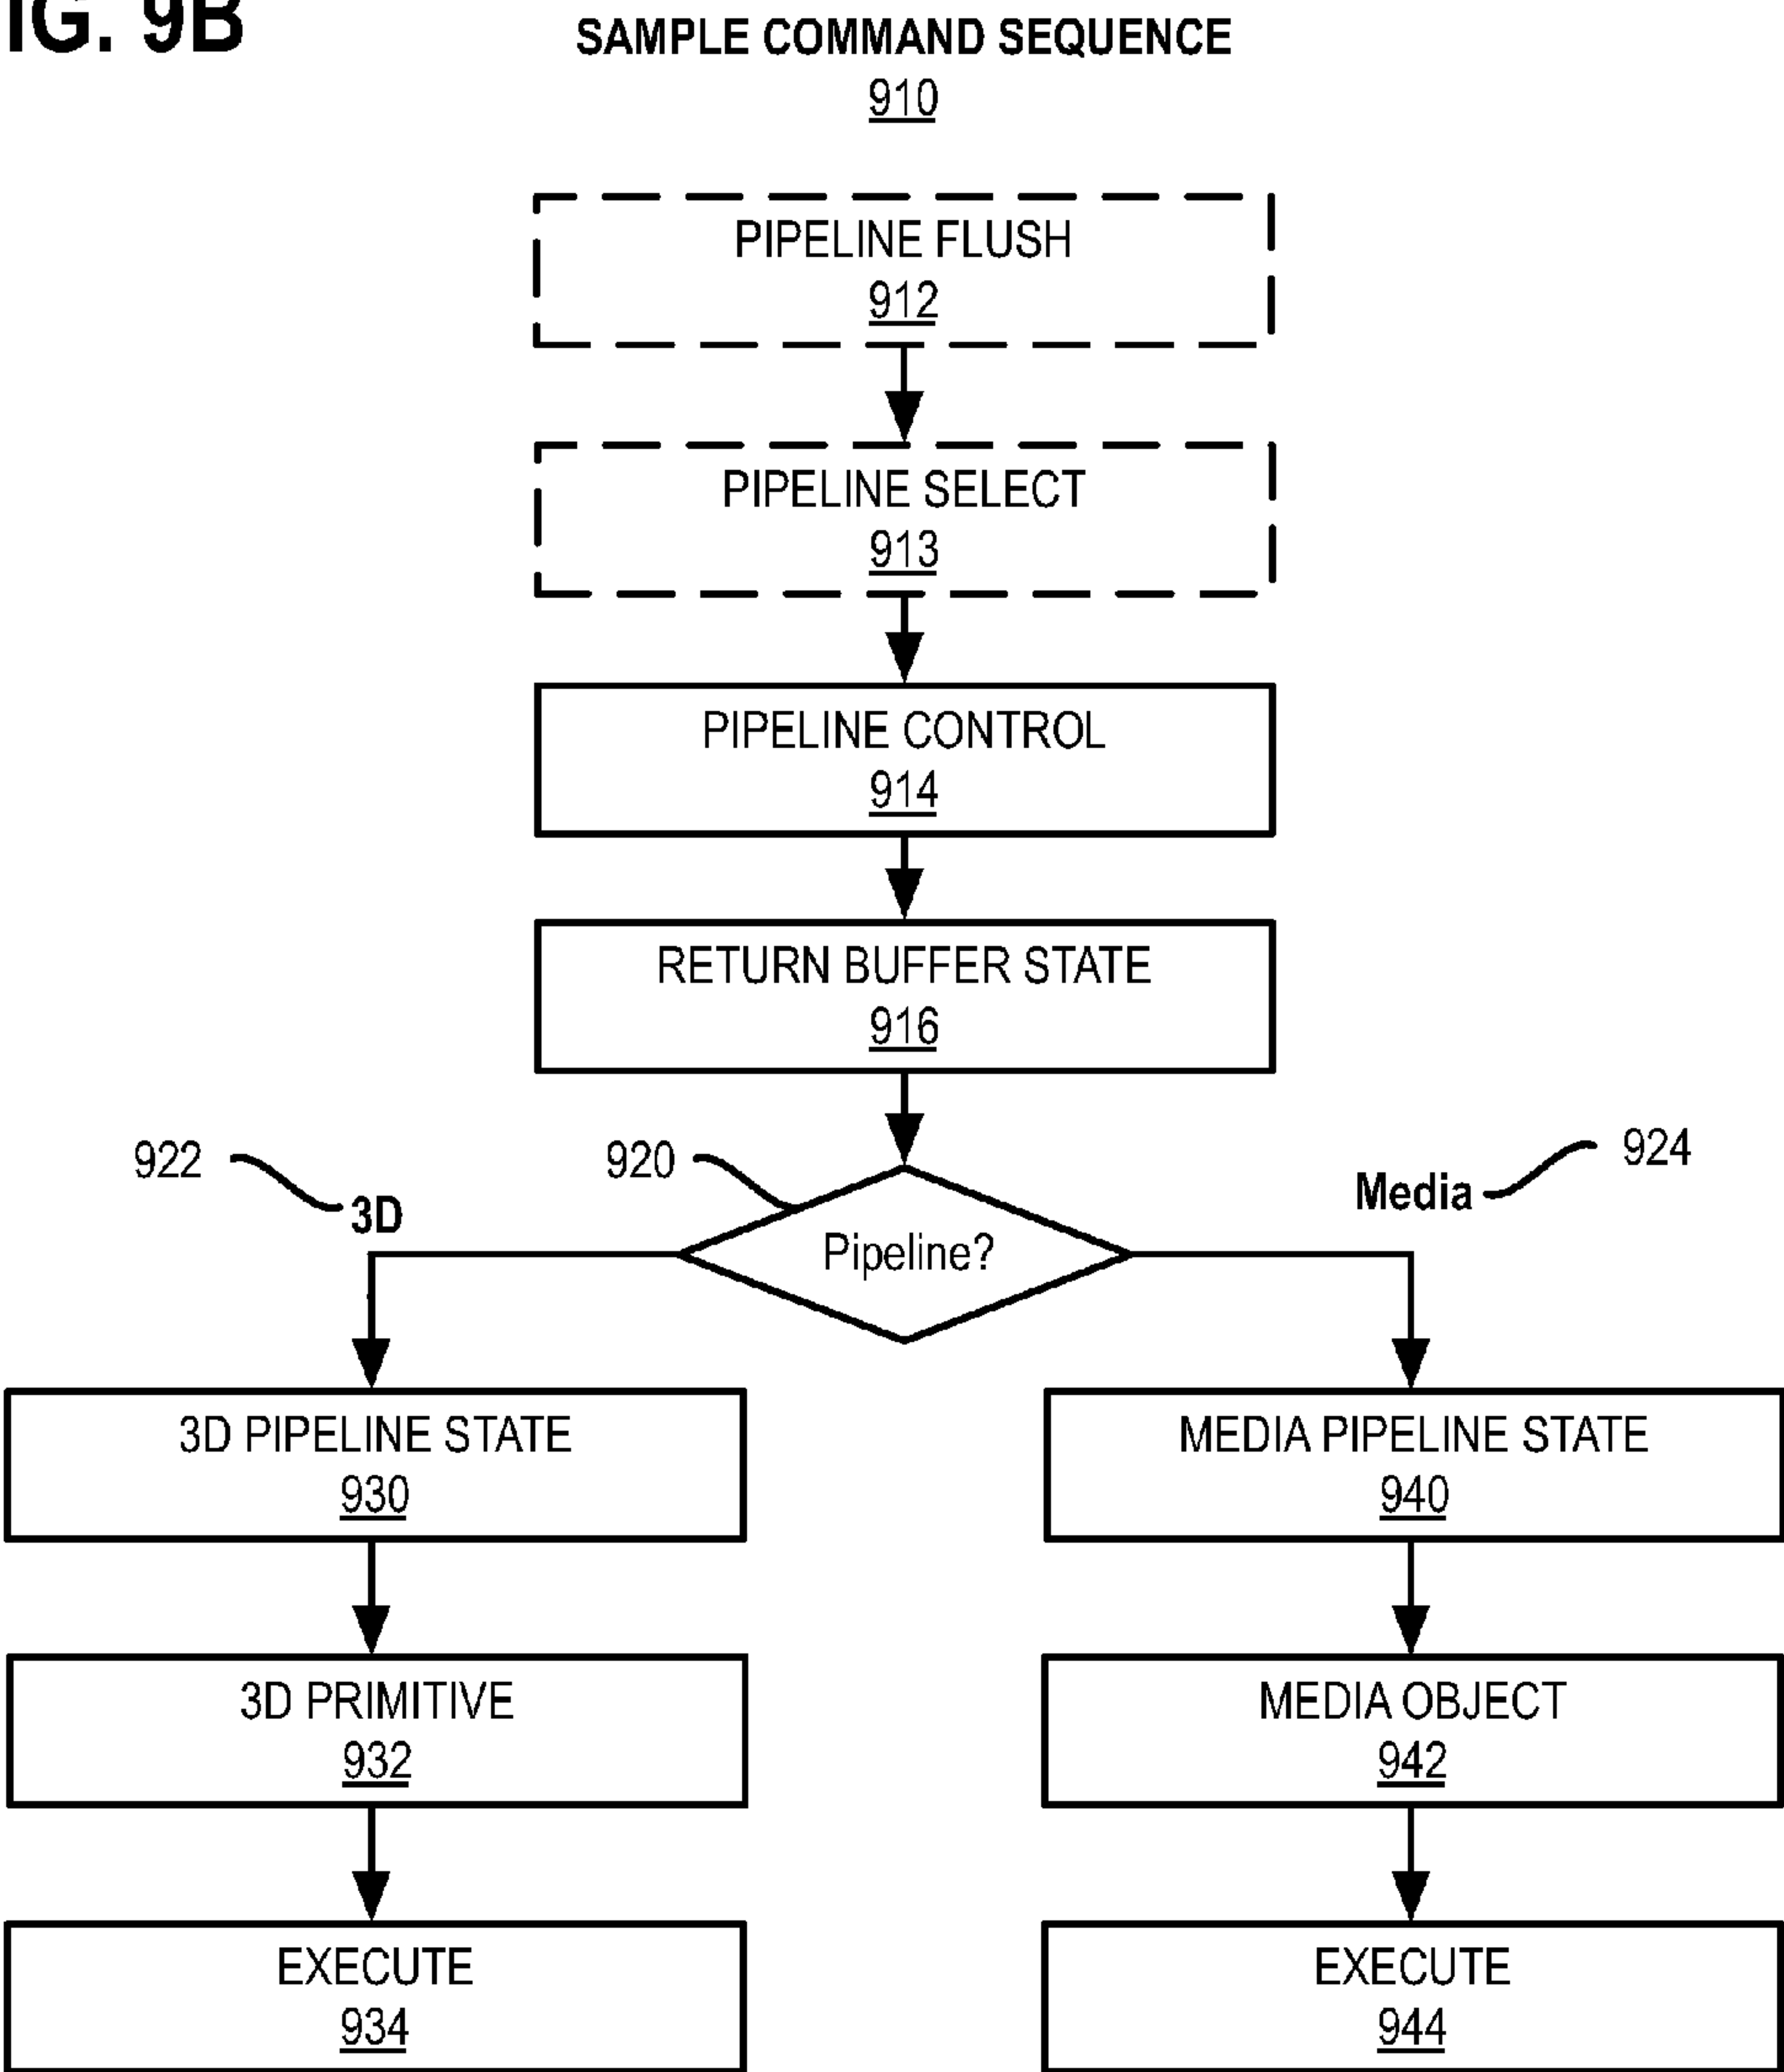 IG. 9B
SAMPLE COMMAND SEQUENCE
910
PIPELINE FLUSH
912
PIPELINE SELECT
913
PIPELINE CONTROL
914
RETURN BUFFER STATE
916
922
920
924
3D
Media
Pipeline?
3D PIPELINE STATE
930
MEDIA PIPELINE STATE
940
3D PRIMITIVE
932
MEDIA OBJECT
942
EXECUTE
934
EXECUTE
944